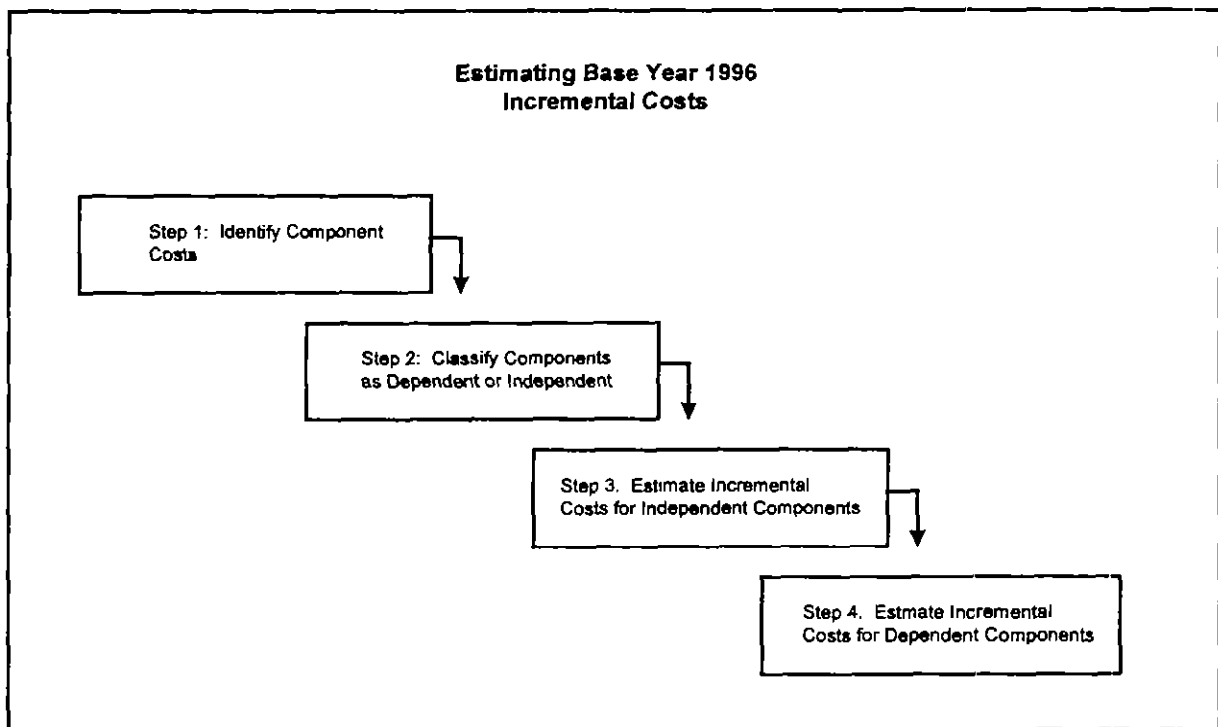 Estimating Base Year 1996
Incremental Costs
Step 1: Identify Component
Costs
Step 2: Classify Components
as Dependent or Independent
Step 3. Estimate Incremental
Costs for Independent Components
Step 4. Estmate Incremental
Costs for Dependent Components